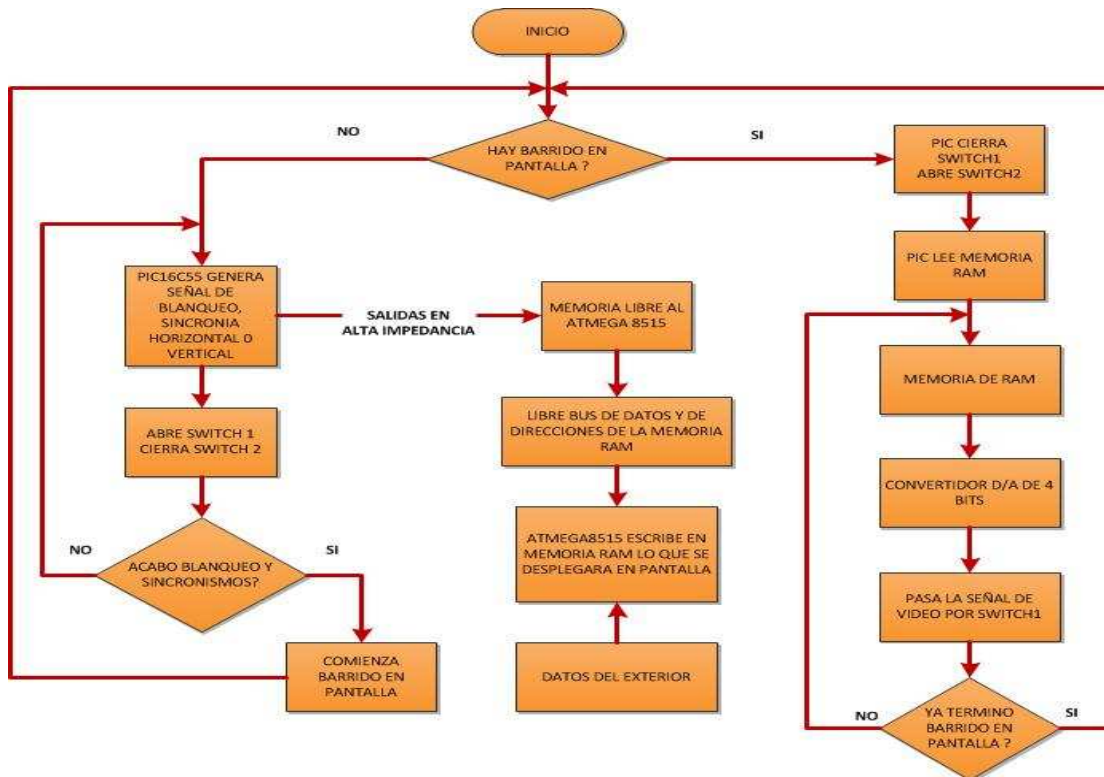 INICIO
NO
HAY BARRIDO EN
PANTALLA ?
SI
PIC CIERRA
SWITCH1
ABRE SWITCH2
PIC LEE MEMORIA
RAM
PIC16C55 GENERA
SEÑAL DE
BLANQUEO,
SINCRONIA
HORIZONTAL 0
VERTICAL
SALIDAS EN
ALTA IMPEDANCIA
MEMORIA LIBRE AL
ATMEGA 8515
MEMORIA DE RAM
ABRE SWITCH 1
CIERRA SWITCH 2
LIBRE BUS DE DATOS Y DE
DIRECCIONES DE LA MEMORIA
RAM
CONVERTIDOR D/A DE 4
BITS
NO
ACABO BLANQUEO Y
SINCRONISMOS?
SI
ATMEGA8515 ESCRIBE EN
MEMORIA RAM LO QUE SE
DESPLEGARA EN PANTALLA
PASA LA SEÑAL DE
VIDEO POR SWITCH1
COMIENZA
BARRIDO EN
PANTALLA
DATOS DEL EXTERIOR
NO
YA TERMINO
BARRIDO EN
PANTALLA ?
SI